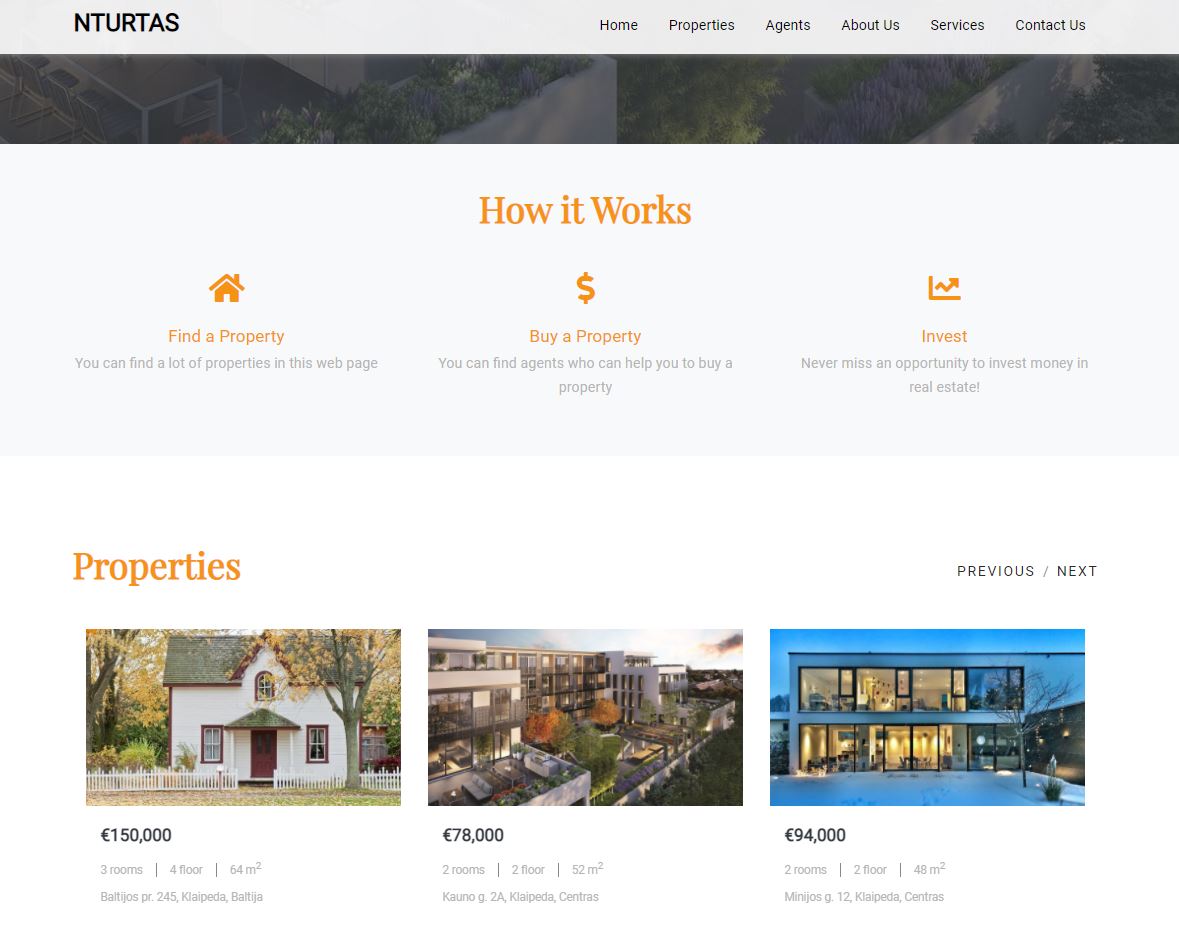 NTURTAS
Home Properties Agents About Us Services Contact Us
How it Works
Find a Property
You can find a lot of properties in this web page
Buy a Property
You can find agents who can help you to buy a
property
Invest
Never miss an opportunity to invest money in
real estate!
Properties
PREVIOUS / NEXT
€150,000
3 rooms | 4 floor | 64 m²
Baltijos pr. 245, Klaipeda, Baltija
€78,000
2 rooms | 2 floor | 52 m²
Kauno g. 2A, Klaipeda, Centras
€94,000
2 rooms | 2 floor | 48 m²
Minijos g. 12, Klaipeda, Centras